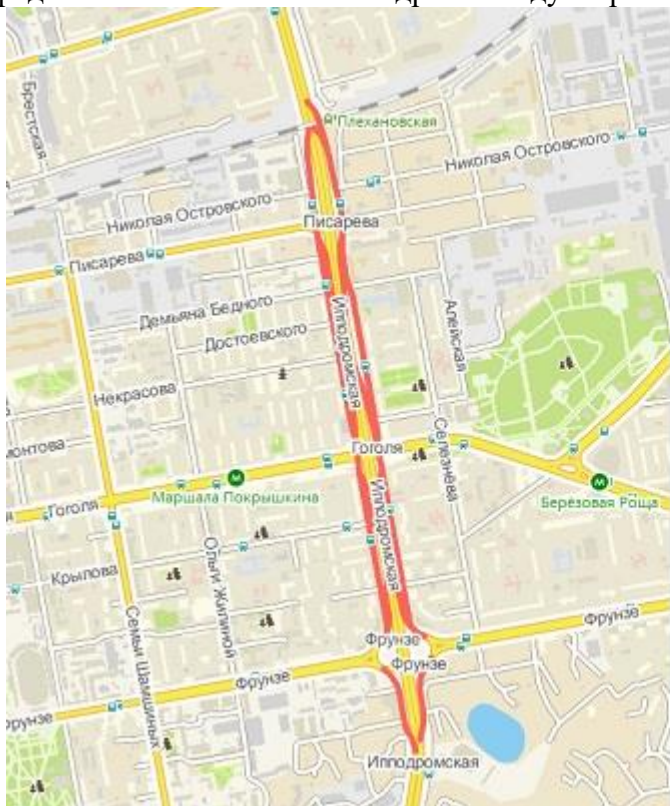 Брестская
Плехановская
Николая Островского
Николая Островского
Писарева
Писарева
Демьяна Бедного
Достоевского
Ипподромская
Алейская
Некрасова
Гоголя
Селезнёва
Маршала Покрышкина
Берёзовая Роща
Гоголя
Ипподромская
Крылова
Ольги Жилиной
Семьи Шамшиных
Фрунзе
Фрунзе
Фрунзе
Фрунзе
Ипподромская